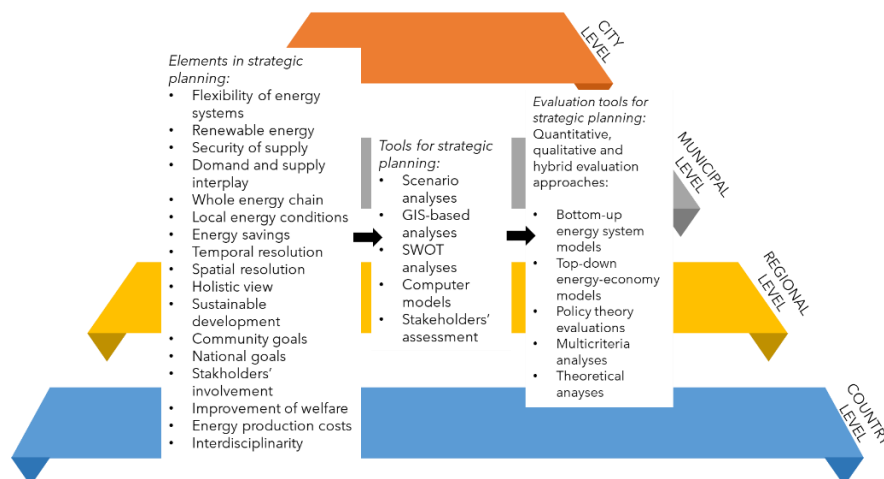 CITY
LEVEL
Elements in strategic
planning:
• Flexibility of energy
systems
• Renewable energy
• Security of supply
• Domand and supply
interplay
• Whole energy chain
• Local energy conditions
• Energy savings
• Temporal resolution
• Spatial resolution
• Holistic view
• Sustainable
development
• Community goals
• National goals
• Stakholders'
involvement
• Improvement of welfare
• Energy production costs
• Interdisciplinarity
Tools for strategic
planning:
• Scenario
analyses
• GIS-based
analyses
• SWOT
analyses
• Computer
models
• Stakeholders'
assessment
Evaluation tools for
strategic planning:
Quantitative,
qualitative and
hybrid evaluation
approaches:
• Bottom-up
energy system
models
• Top-down
energy-economy
models
• Policy theory
evaluations
• Multicriteria
analyses
• Theoretical
anayses
MUNICIPAL
LEVEL
REGIONAL
LEVEL
COUNTRY
LEVEL